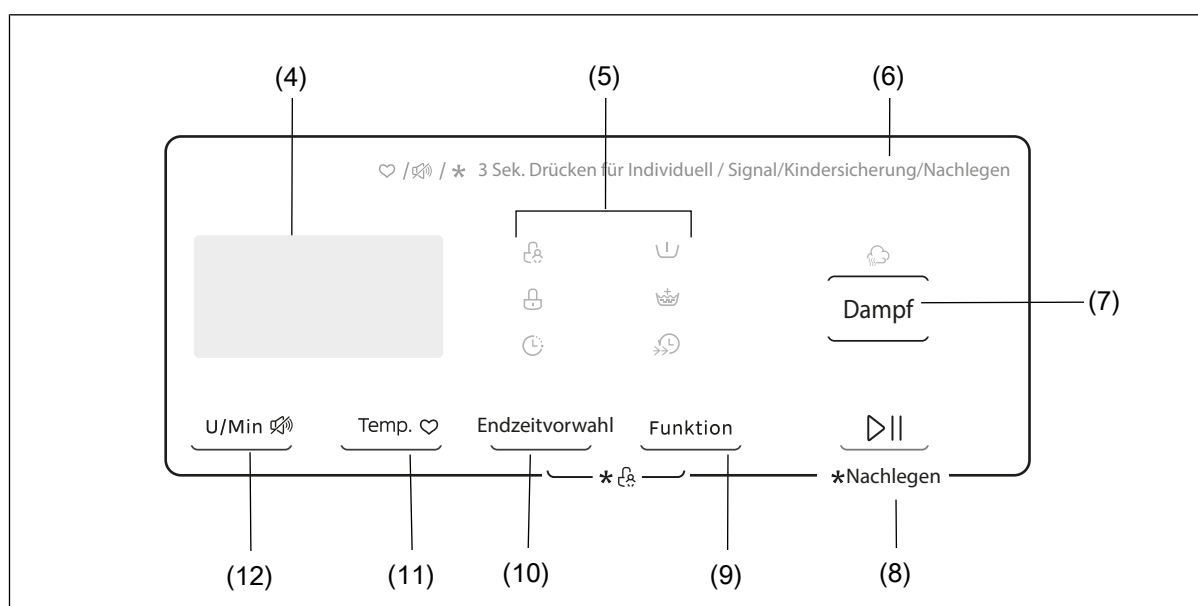 (4) (5) (6)
/ / * 3 Sek. Drücken für Individuell / Signal/Kindersicherung/Nachlegen
Dampf (7)
U/Min Temp. Endzeitvorwahl Funktion
* *Nachlegen
(12) (11) (10) (9) (8)